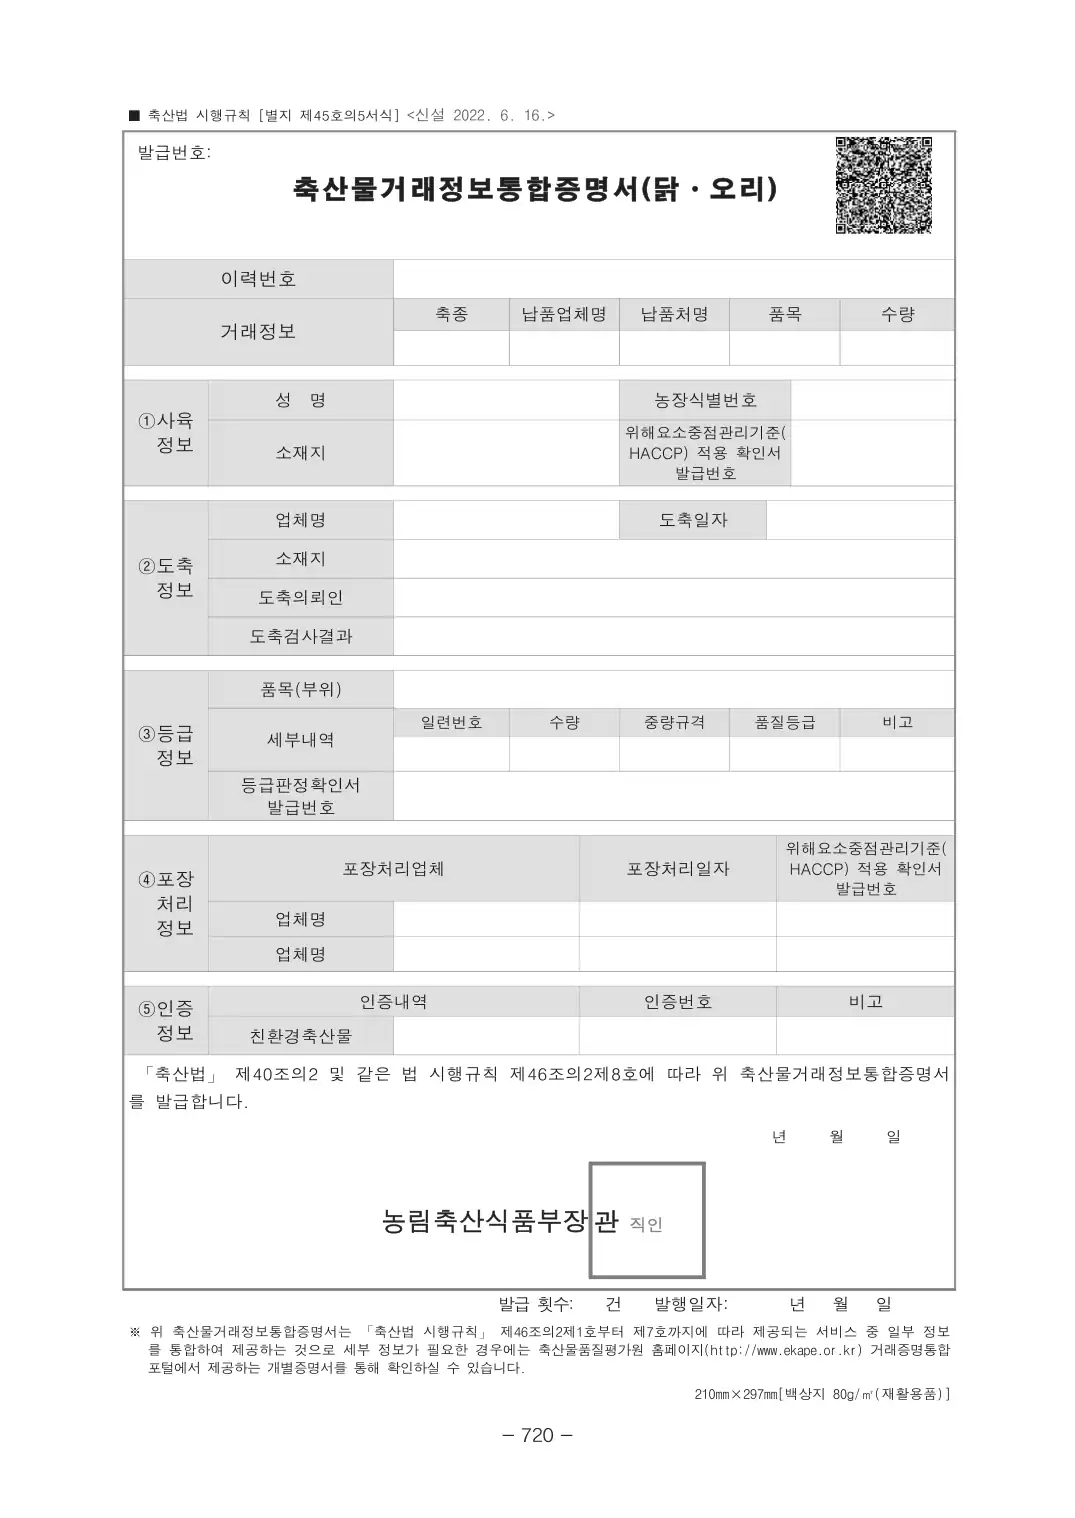 ■ 축산법 시행규칙 [별지 제45호의5서식] <신설 2022. 6. 16.>
발급번호:
축산물거래정보통합증명서(닭 · 오리)
이력번호
거래정보
축종 납품업체명 납품처명 품목 수량
①사육
정보
성 명 농장식별번호
소재지
위해요소중점관리기준(
HACCP) 적용 확인서
발급번호
②도축
정보
업체명 도축일자
소재지
도축의뢰인
도축검사결과
③등급
정보
품목(부위)
세부내역
일련번호 수량 중량규격 품질등급 비고
등급판정확인서
발급번호
④포장
처리
정보
포장처리업체 포장처리일자
위해요소중점관리기준(
HACCP) 적용 확인서
발급번호
업체명
업체명
⑤인증
정보
인증내역 인증번호 비고
친환경축산물
「축산법」 제40조의2 및 같은 법 시행규칙 제46조의2제8호에 따라 위 축산물거래정보통합증명서
를 발급합니다.
년 월 일
농림축산식품부장관 직인
발급 횟수: 건 발행일자: 년 월 일
※ 위 축산물거래정보통합증명서는 「축산법 시행규칙」 제46조의2제1호부터 제7호까지에 따라 제공되는 서비스 중 일부 정보
를 통합하여 제공하는 것으로 세부 정보가 필요한 경우에는 축산물품질평가원 홈페이지(http://www.ekape.or.kr) 거래증명통합
포털에서 제공하는 개별증명서를 통해 확인하실 수 있습니다.
210㎜×297㎜[백상지 80g/㎡(재활용품)]
- 720 -